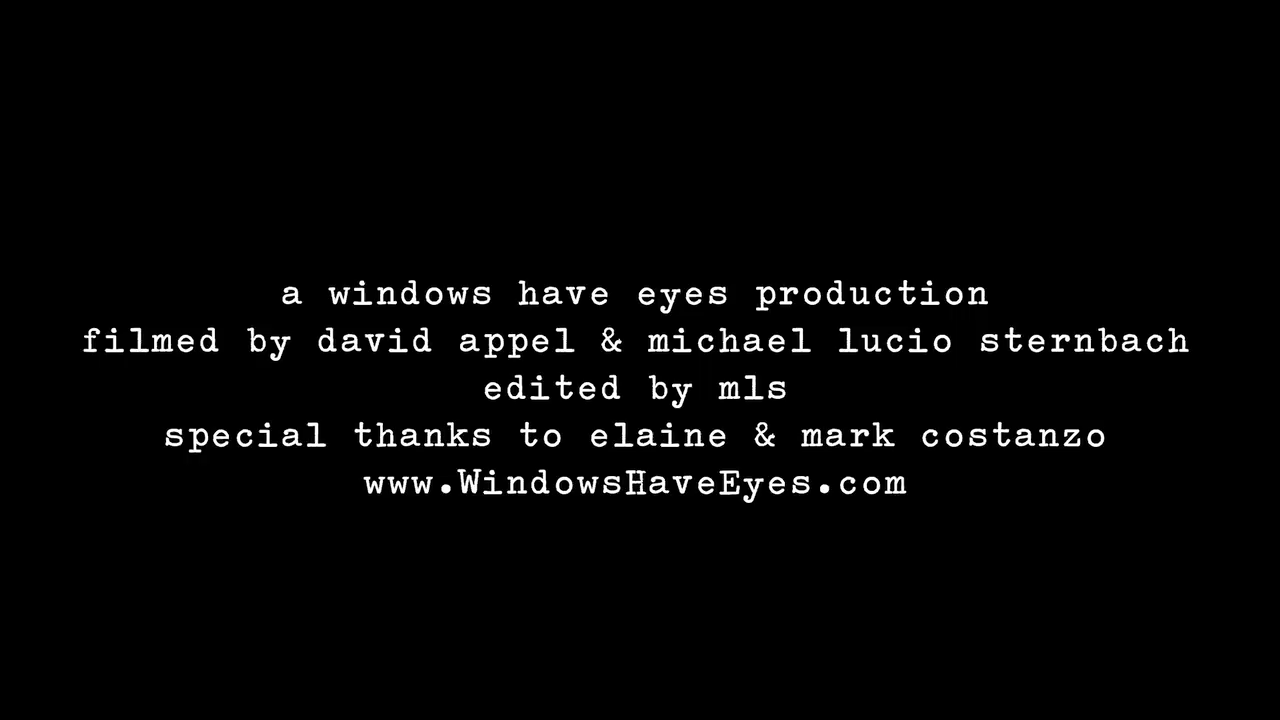 a windows have eyes production
filmed by david appel & michael lucio sternbach
edited by mls
special thanks to elaine & mark costanzo
www.WindowsHaveEyes.com